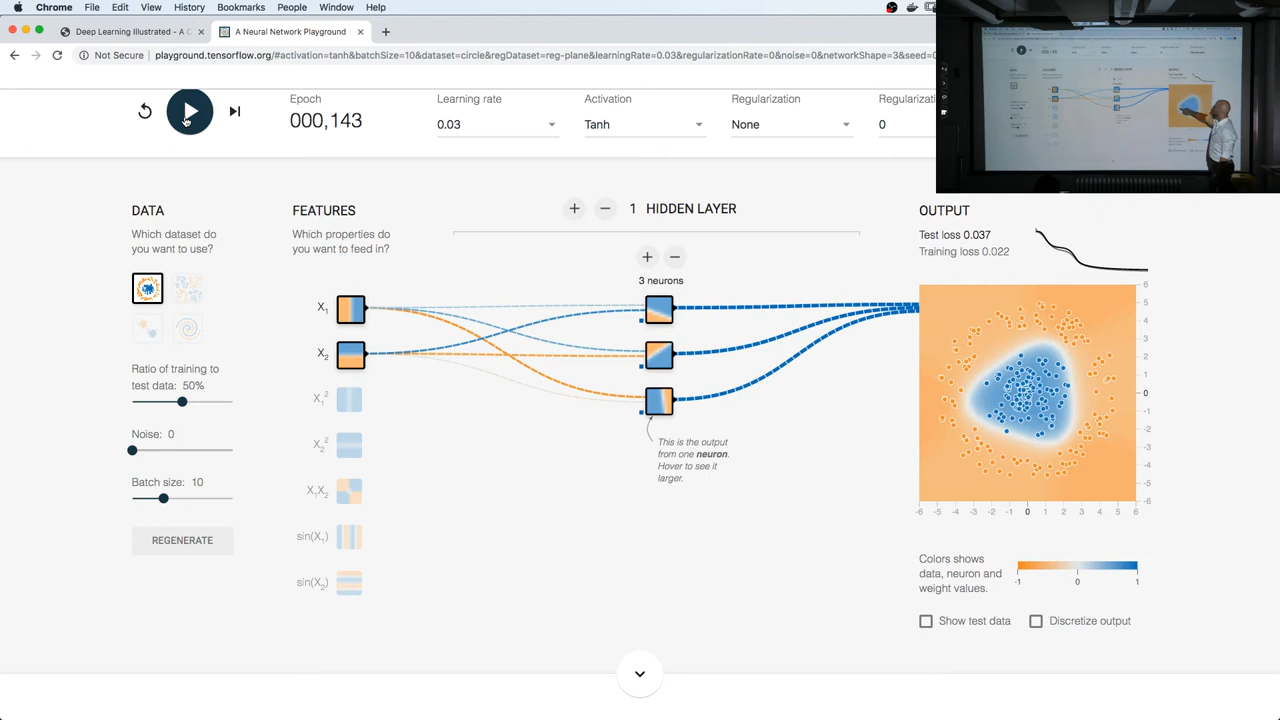 Chrome File Edit View History Bookmarks People Window Help
Deep Learning Illustrated - A C
A Neural Network Playground
Not Secure playground.tensorflow.org/#activation=tanh&batchSize=10&dataset=circle&regDataset=reg-plane&learningRate=0.03&regularizationRate=0&noise=0&networkShape=3&seed=0
Epoch
000,143
Learning rate
0.03
Activation
Tanh
Regularization
None
Regularizati
0
DATA
Which dataset do
you want to use?
Ratio of training to
test data: 50%
Noise: 0
Batch size: 10
REGENERATE
FEATURES
Which properties do
you want to feed in?
X₁
X₂
X₁²
X₂²
X₁X₂
sin(X₁)
sin(X₂)
+ − 1 HIDDEN LAYER
+ −
3 neurons
This is the output
from one neuron.
Hover to see it
larger.
OUTPUT
Test loss 0.037
Training loss 0.022
6
5
4
3
2
1
0
-1
-2
-3
-4
-5
-6
-6 -5 -4 -3 -2 -1 0 1 2 3 4 5 6
Colors shows
data, neuron and
weight values.
-1 0 1
Show test data
Discretize output